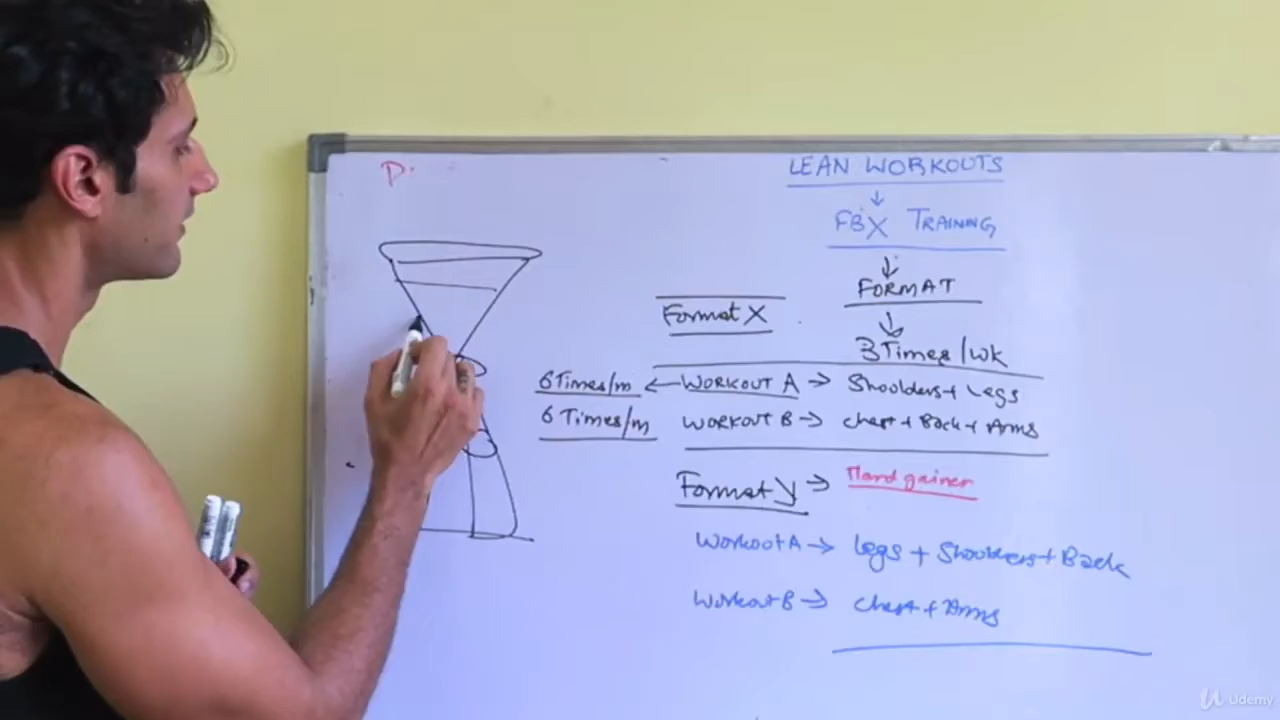 D.
LEAN WORKOUTS
↓
FBX TRAINING
↓
FORMAT
↓
3 Times/wk
Format X
6 Times/m ← WORKOUT A → Shoulders + Legs
6 Times/m WORKOUT B → Chest + Back + Arms
Format Y → Hard gainer
Workout A → Legs + Shoulders + Back
Workout B → Chest + Arms
Udemy